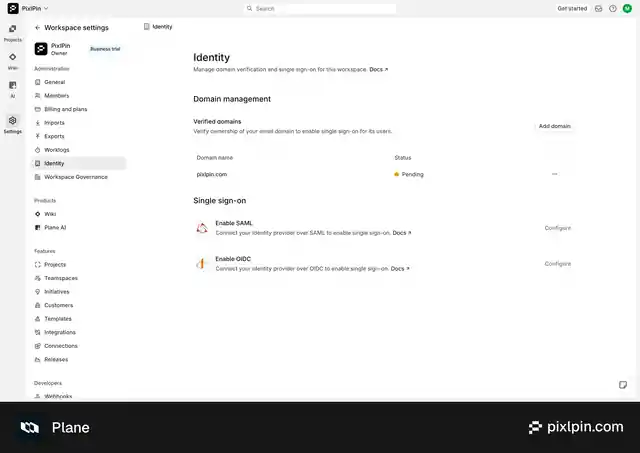 PixlPin
Search
Get started
M
Projects
Wiki
AI
Settings
Workspace settings
PixlPin
Owner
Business trial
Administration
General
Members
Billing and plans
Imports
Exports
Worklogs
Identity
Workspace Governance
Products
Wiki
Plane AI
Features
Projects
Teamspaces
Initiatives
Customers
Templates
Integrations
Connections
Releases
Developers
Webhooks
Identity
Identity
Manage domain verification and single sign-on for this workspace. Docs ↗
Domain management
Verified domains
Verify ownership of your email domain to enable single sign-on for its users.
Add domain
Domain name Status
pixlpin.com Pending
Single sign-on
Enable SAML
Connect your identity provider over SAML to enable single sign-on. Docs ↗
Configure
Enable OIDC
Connect your identity provider over OIDC to enable single sign-on. Docs ↗
Configure
Plane
pixlpin.com